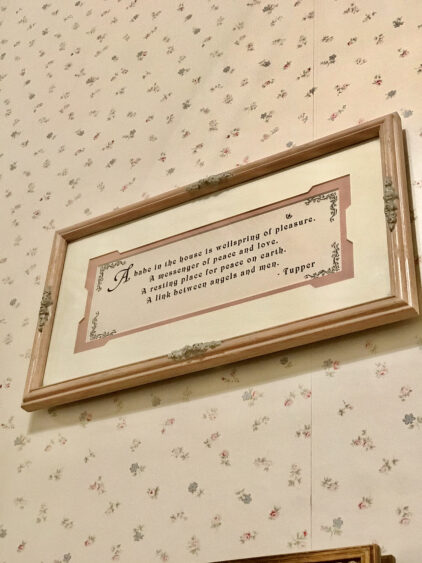 A babe in the house is wellspring of pleasure.
A messenger of peace and love.
A resting place for peace on earth.
A link between angels and men.
Tupper